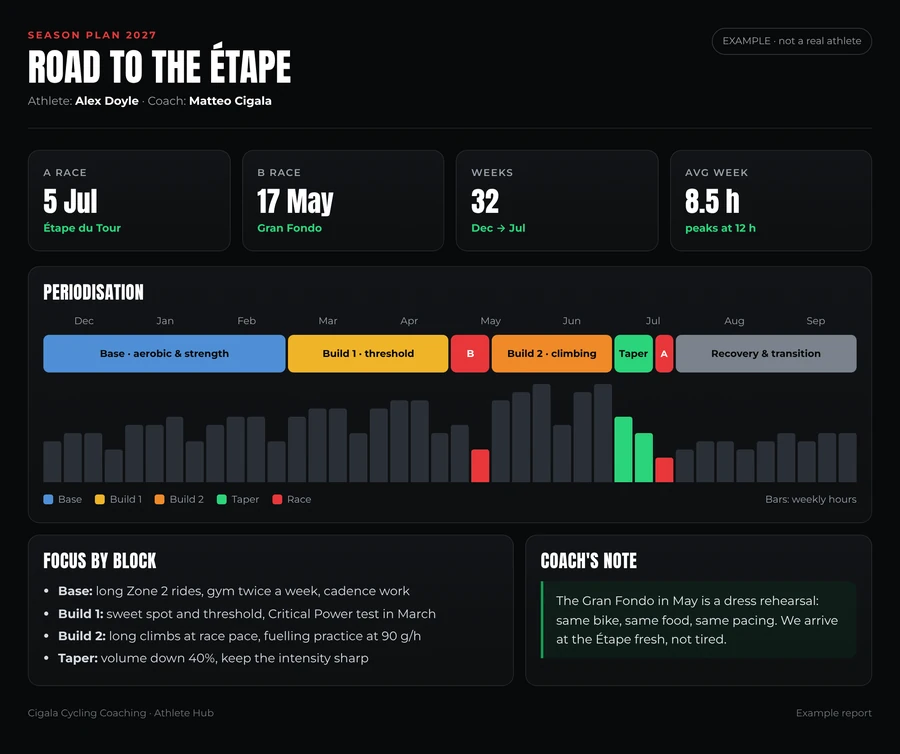 SEASON PLAN 2027
ROAD TO THE ÉTAPE
Athlete: Alex Doyle · Coach: Matteo Cigala
EXAMPLE · not a real athlete
A RACE
5 Jul
Étape du Tour
B RACE
17 May
Gran Fondo
WEEKS
32
Dec → Jul
AVG WEEK
8.5 h
peaks at 12 h
PERIODISATION
Dec Jan Feb Mar Apr May Jun Jul Aug Sep
Base · aerobic & strength Build 1 · threshold B Build 2 · climbing Taper A Recovery & transition
Base Build 1 Build 2 Taper Race Bars: weekly hours
FOCUS BY BLOCK
• Base: long Zone 2 rides, gym twice a week, cadence work
• Build 1: sweet spot and threshold, Critical Power test in March
• Build 2: long climbs at race pace, fuelling practice at 90 g/h
• Taper: volume down 40%, keep the intensity sharp
COACH'S NOTE
The Gran Fondo in May is a dress rehearsal:
same bike, same food, same pacing. We arrive
at the Étape fresh, not tired.
Cigala Cycling Coaching · Athlete Hub
Example report